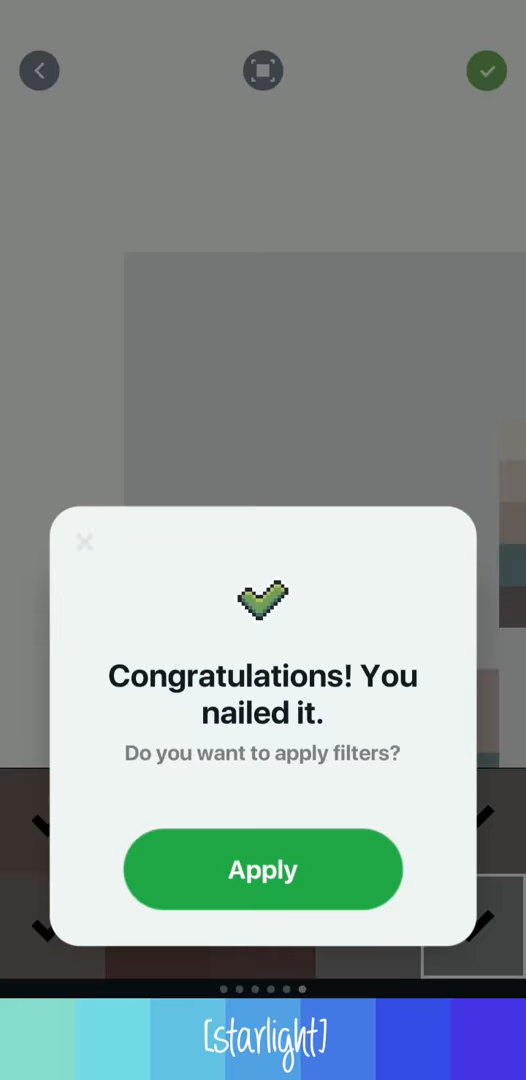 Congratulations! You
nailed it.
Do you want to apply filters?
Apply
[starlight]